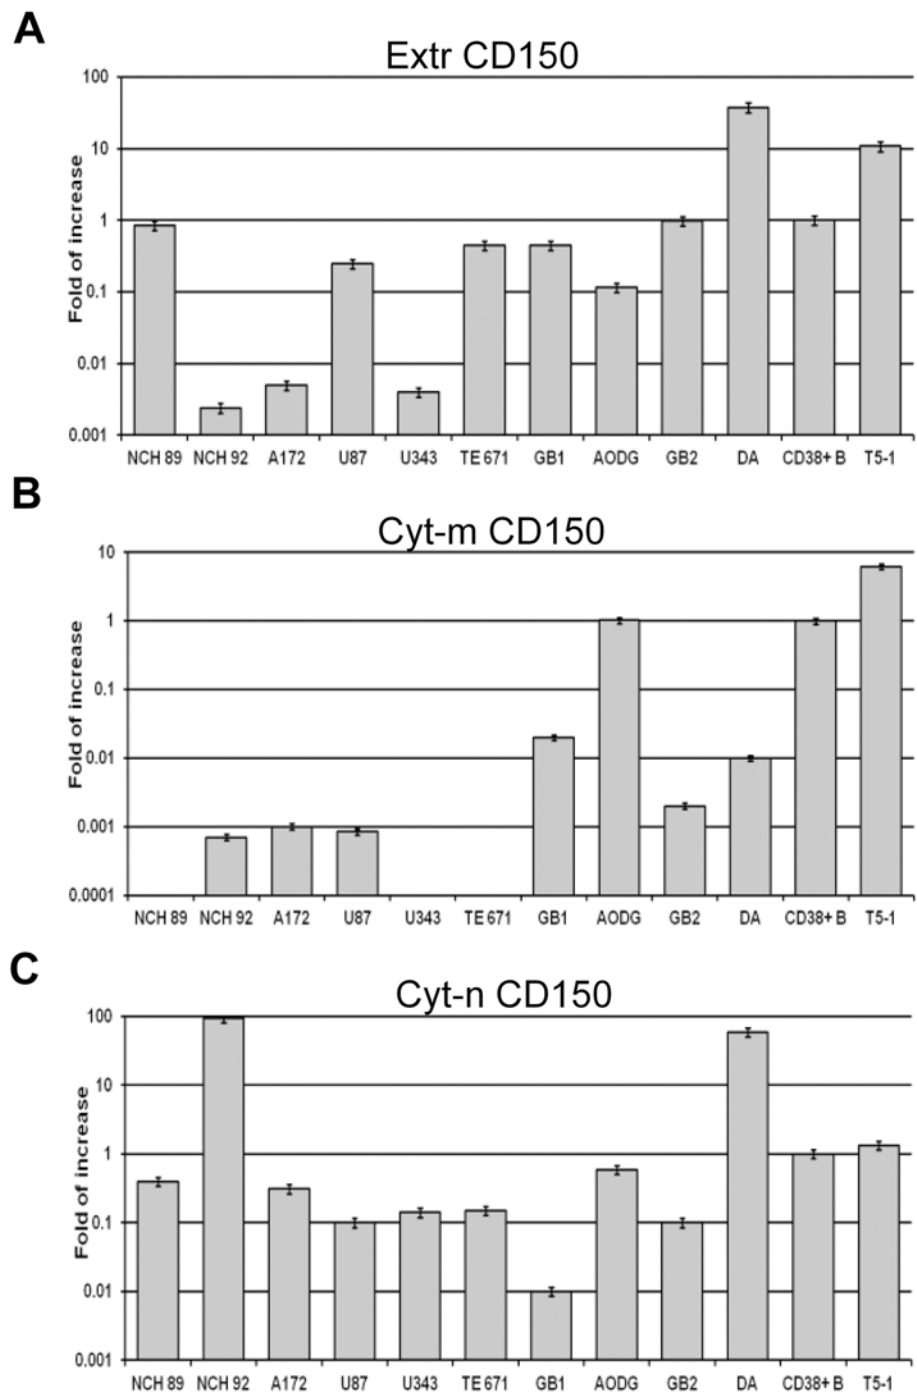 A
Extr CD150
Fold of increase
100
10
1
0.1
0.01
0.001
NCH 89 NCH 92 A172 U87 U343 TE 671 GB1 AODG GB2 DA CD38+ B T5-1
B
Cyt-m CD150
Fold of increase
10
1
0.1
0.01
0.001
0.0001
NCH 89 NCH 92 A172 U87 U343 TE 671 GB1 AODG GB2 DA CD38+ B T5-1
C
Cyt-n CD150
Fold of increase
100
10
1
0.1
0.01
0.001
NCH 89 NCH 92 A172 U87 U343 TE 671 GB1 AODG GB2 DA CD38+ B T5-1